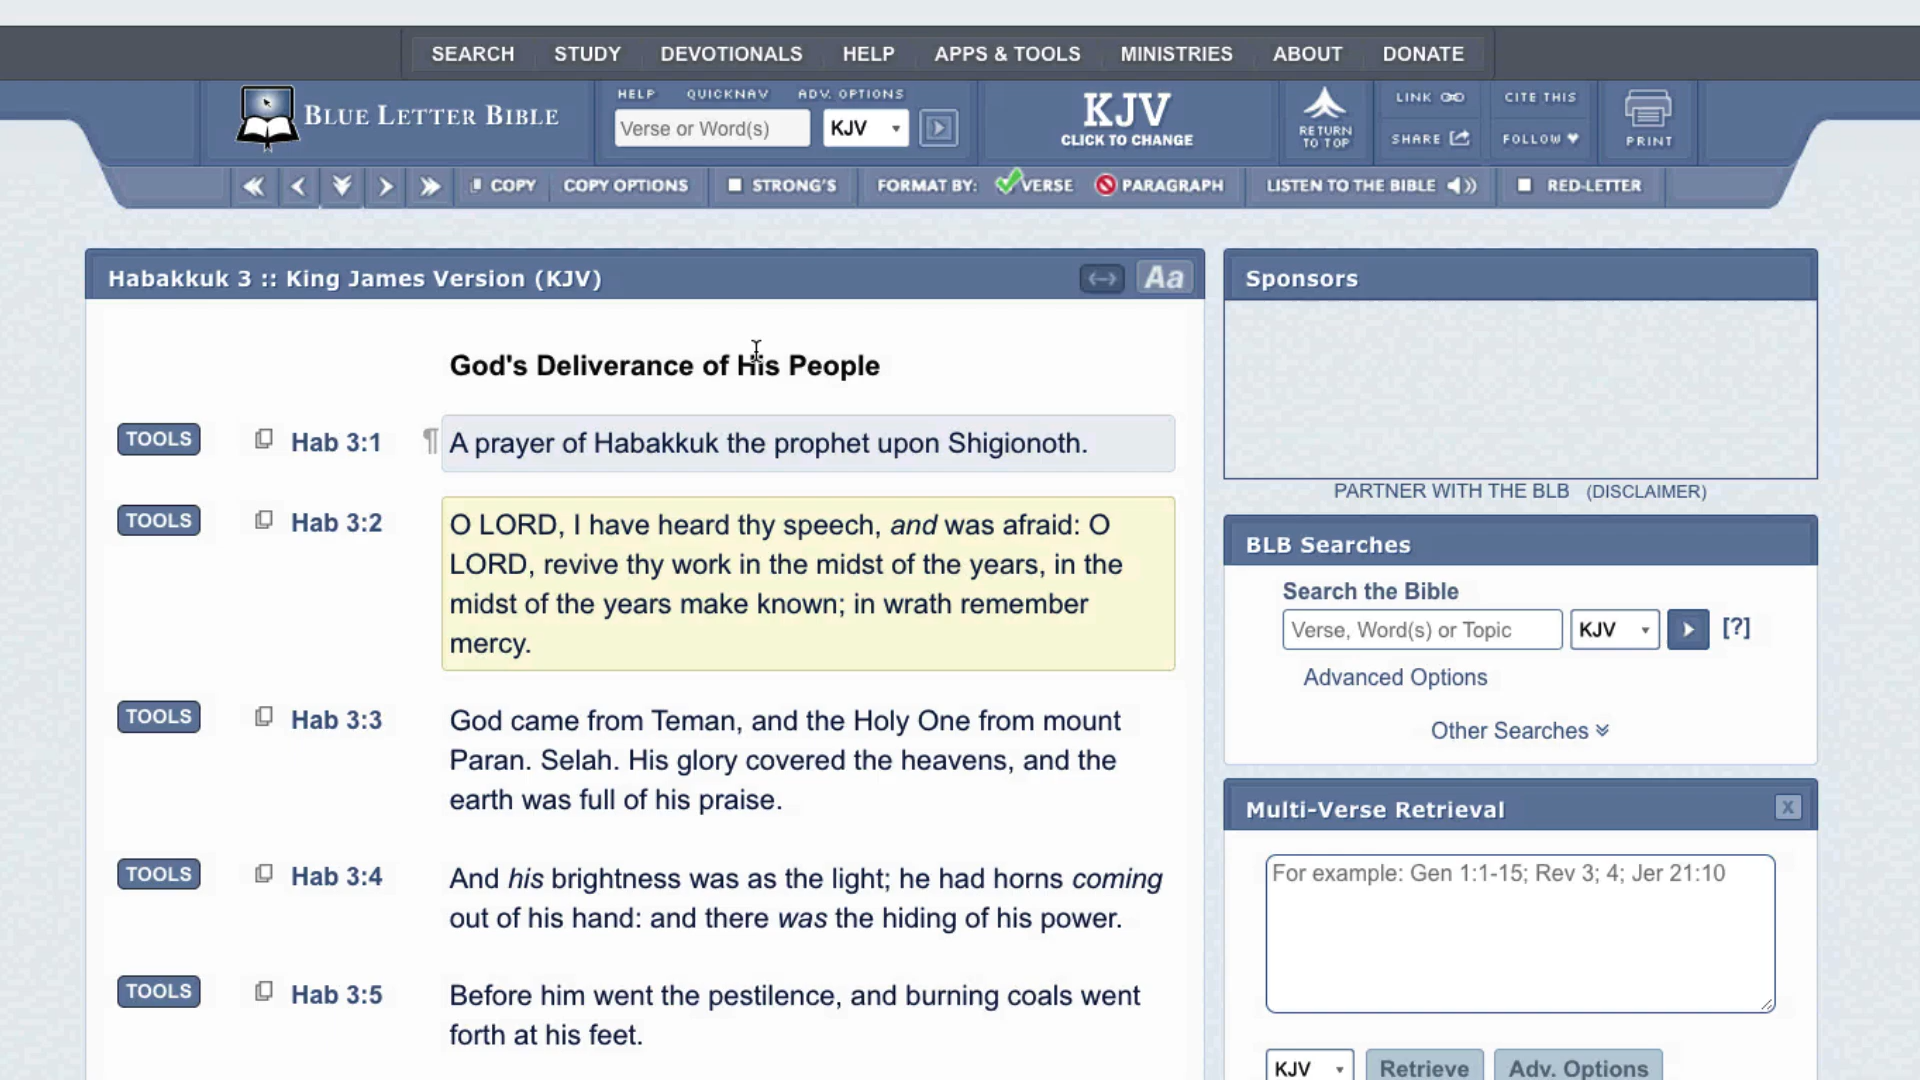 SEARCH STUDY DEVOTIONALS HELP APPS & TOOLS MINISTRIES ABOUT DONATE
BLUE LETTER BIBLE
HELP QUICKNAV ADV. OPTIONS
Verse or Word(s) KJV
KJV
CLICK TO CHANGE
RETURN
TO TOP
LINK
SHARE
CITE THIS
FOLLOW
PRINT
COPY COPY OPTIONS STRONG'S FORMAT BY: VERSE PARAGRAPH LISTEN TO THE BIBLE RED-LETTER
Habakkuk 3 :: King James Version (KJV) Aa
God's Deliverance of His People
TOOLS Hab 3:1 ¶ A prayer of Habakkuk the prophet upon Shigionoth.
TOOLS Hab 3:2 O LORD, I have heard thy speech, and was afraid: O
LORD, revive thy work in the midst of the years, in the
midst of the years make known; in wrath remember
mercy.
TOOLS Hab 3:3 God came from Teman, and the Holy One from mount
Paran. Selah. His glory covered the heavens, and the
earth was full of his praise.
TOOLS Hab 3:4 And his brightness was as the light; he had horns coming
out of his hand: and there was the hiding of his power.
TOOLS Hab 3:5 Before him went the pestilence, and burning coals went
forth at his feet.
Sponsors
PARTNER WITH THE BLB (DISCLAIMER)
BLB Searches
Search the Bible
Verse, Word(s) or Topic KJV [?]
Advanced Options
Other Searches
Multi-Verse Retrieval X
For example: Gen 1:1-15; Rev 3; 4; Jer 21:10
KJV Retrieve Adv. Options